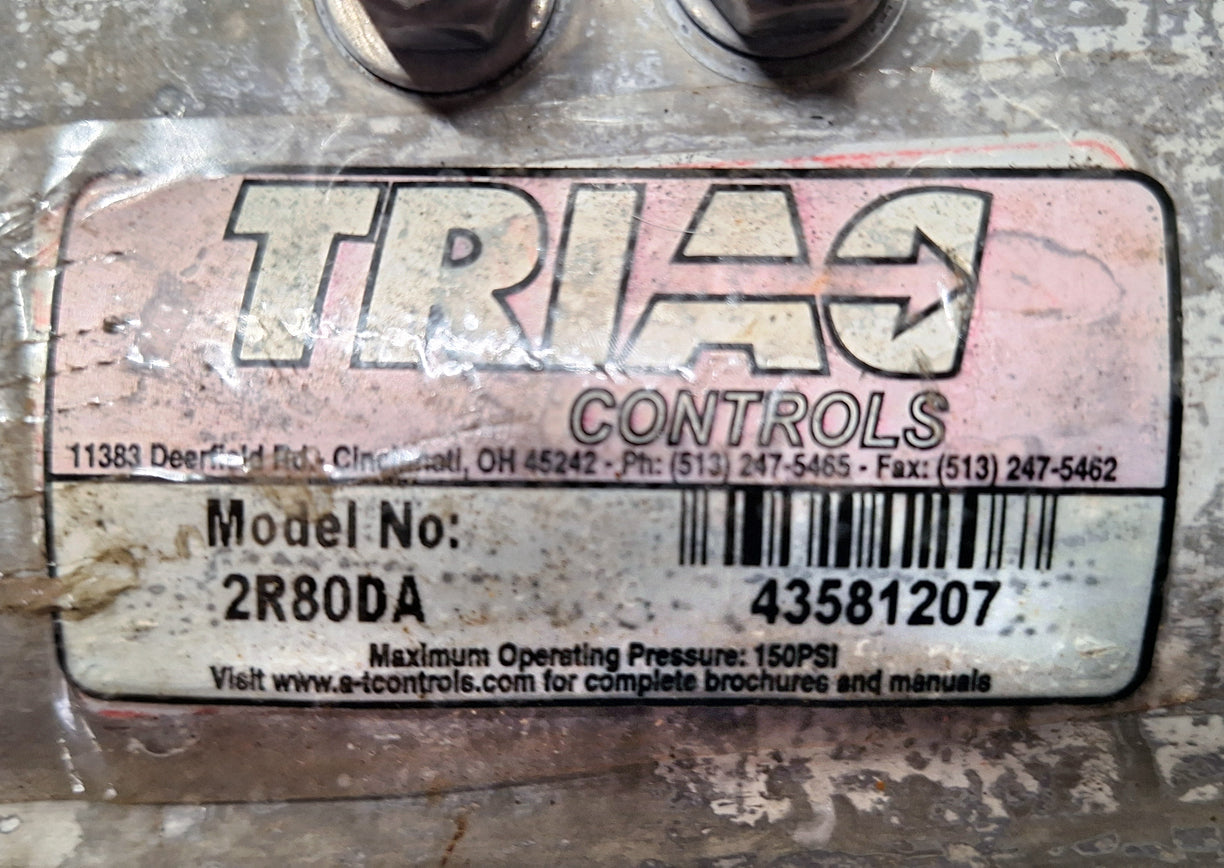 TRIAC
CONTROLS
11383 Deerfield Rd. - Cincinnati, OH 45242 - Ph: (513) 247-5465 - Fax: (513) 247-5462
Model No:
2R80DA
43581207
Maximum Operating Pressure: 150PSI
Visit www.a-tcontrols.com for complete brochures and manuals